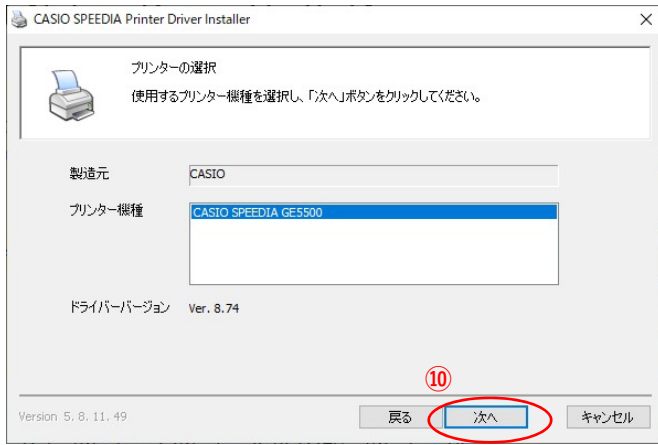 CASIO SPEEDIA Printer Driver Installer
プリンターの選択
使用するプリンター機種を選択し、「次へ」ボタンをクリックしてください。
製造元 CASIO
プリンター機種 CASIO SPEEDIA GE5500
ドライバーバージョン Ver. 8.74
⑩
Version 5. 8. 11. 49 戻る 次へ キャンセル